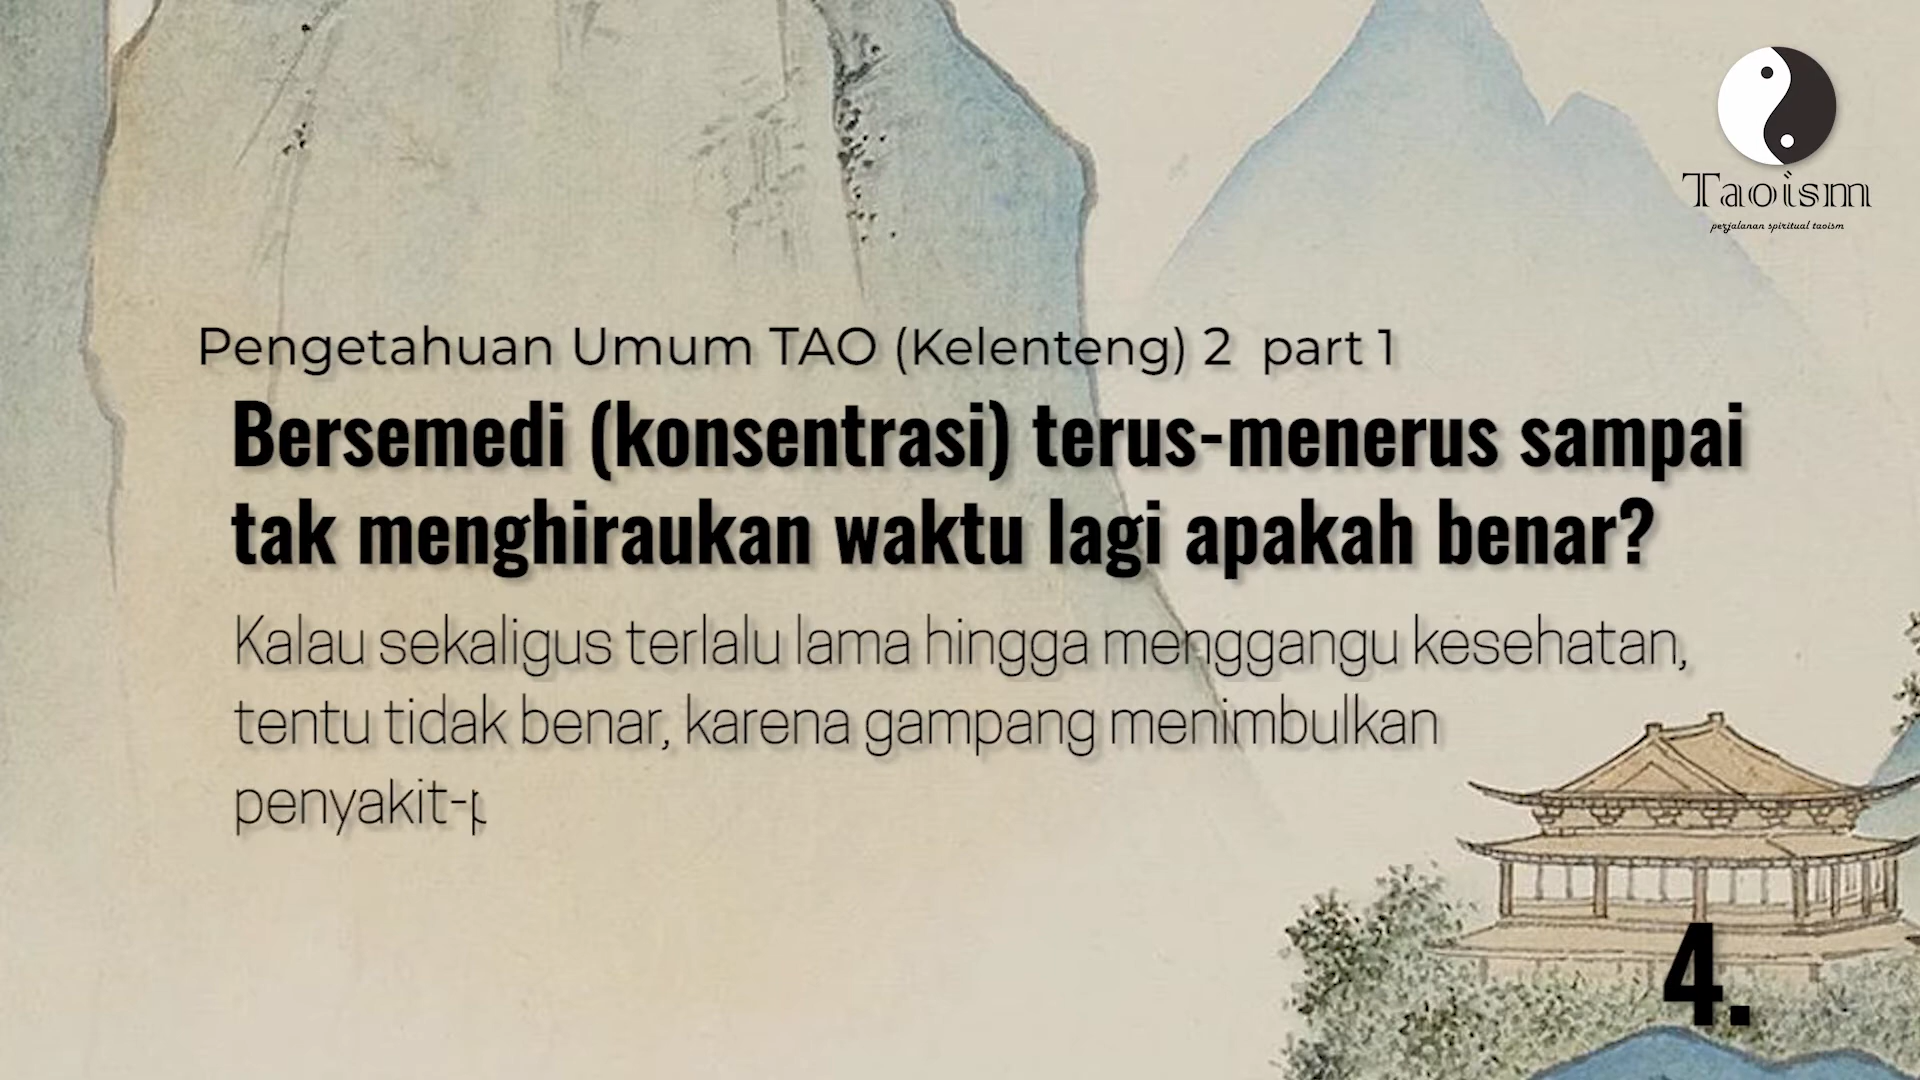 Taoism
perjalanan spiritual taoism
Pengetahuan Umum TAO (Kelenteng) 2 part 1
Bersemedi (konsentrasi) terus-menerus sampai
tak menghiraukan waktu lagi apakah benar?
Kalau sekaligus terlalu lama hingga menggangu kesehatan,
tentu tidak benar, karena gampang menimbulkan
penyakit-p
4.